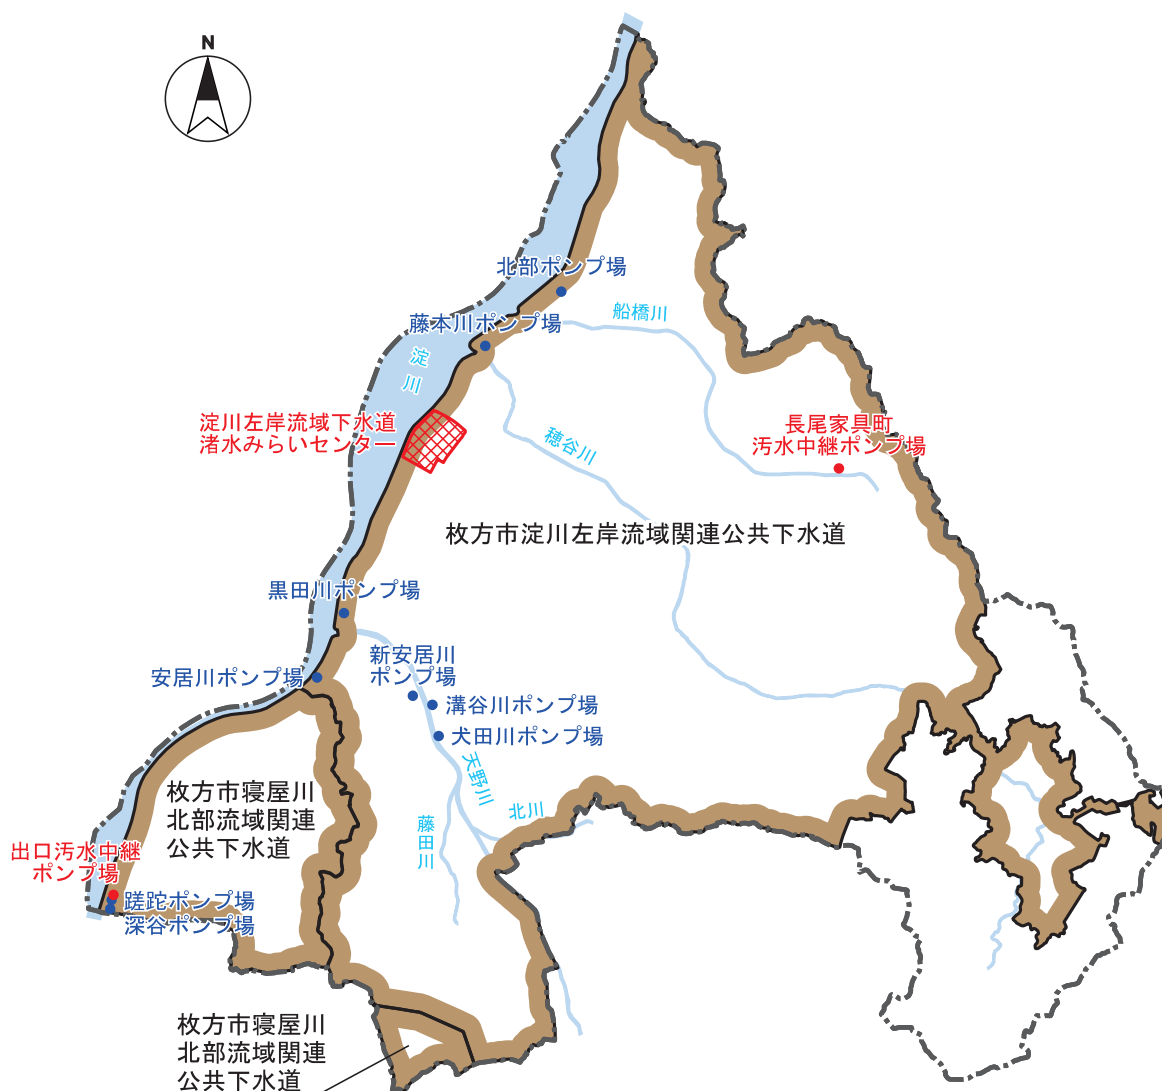 N
北部ポンプ場
船橋川
藤本川ポンプ場
淀川
淀川左岸流域下水道
渚水みらいセンター
長尾家具町
汚水中継ポンプ場
穂谷川
枚方市淀川左岸流域関連公共下水道
黒田川ポンプ場
新安居川
ポンプ場
安居川ポンプ場
溝谷川ポンプ場
犬田川ポンプ場
天野川
北川
藤田川
枚方市寝屋川
北部流域関連
公共下水道
出口汚水中継
ポンプ場
蹉跎ポンプ場
深谷ポンプ場
枚方市寝屋川
北部流域関連
公共下水道